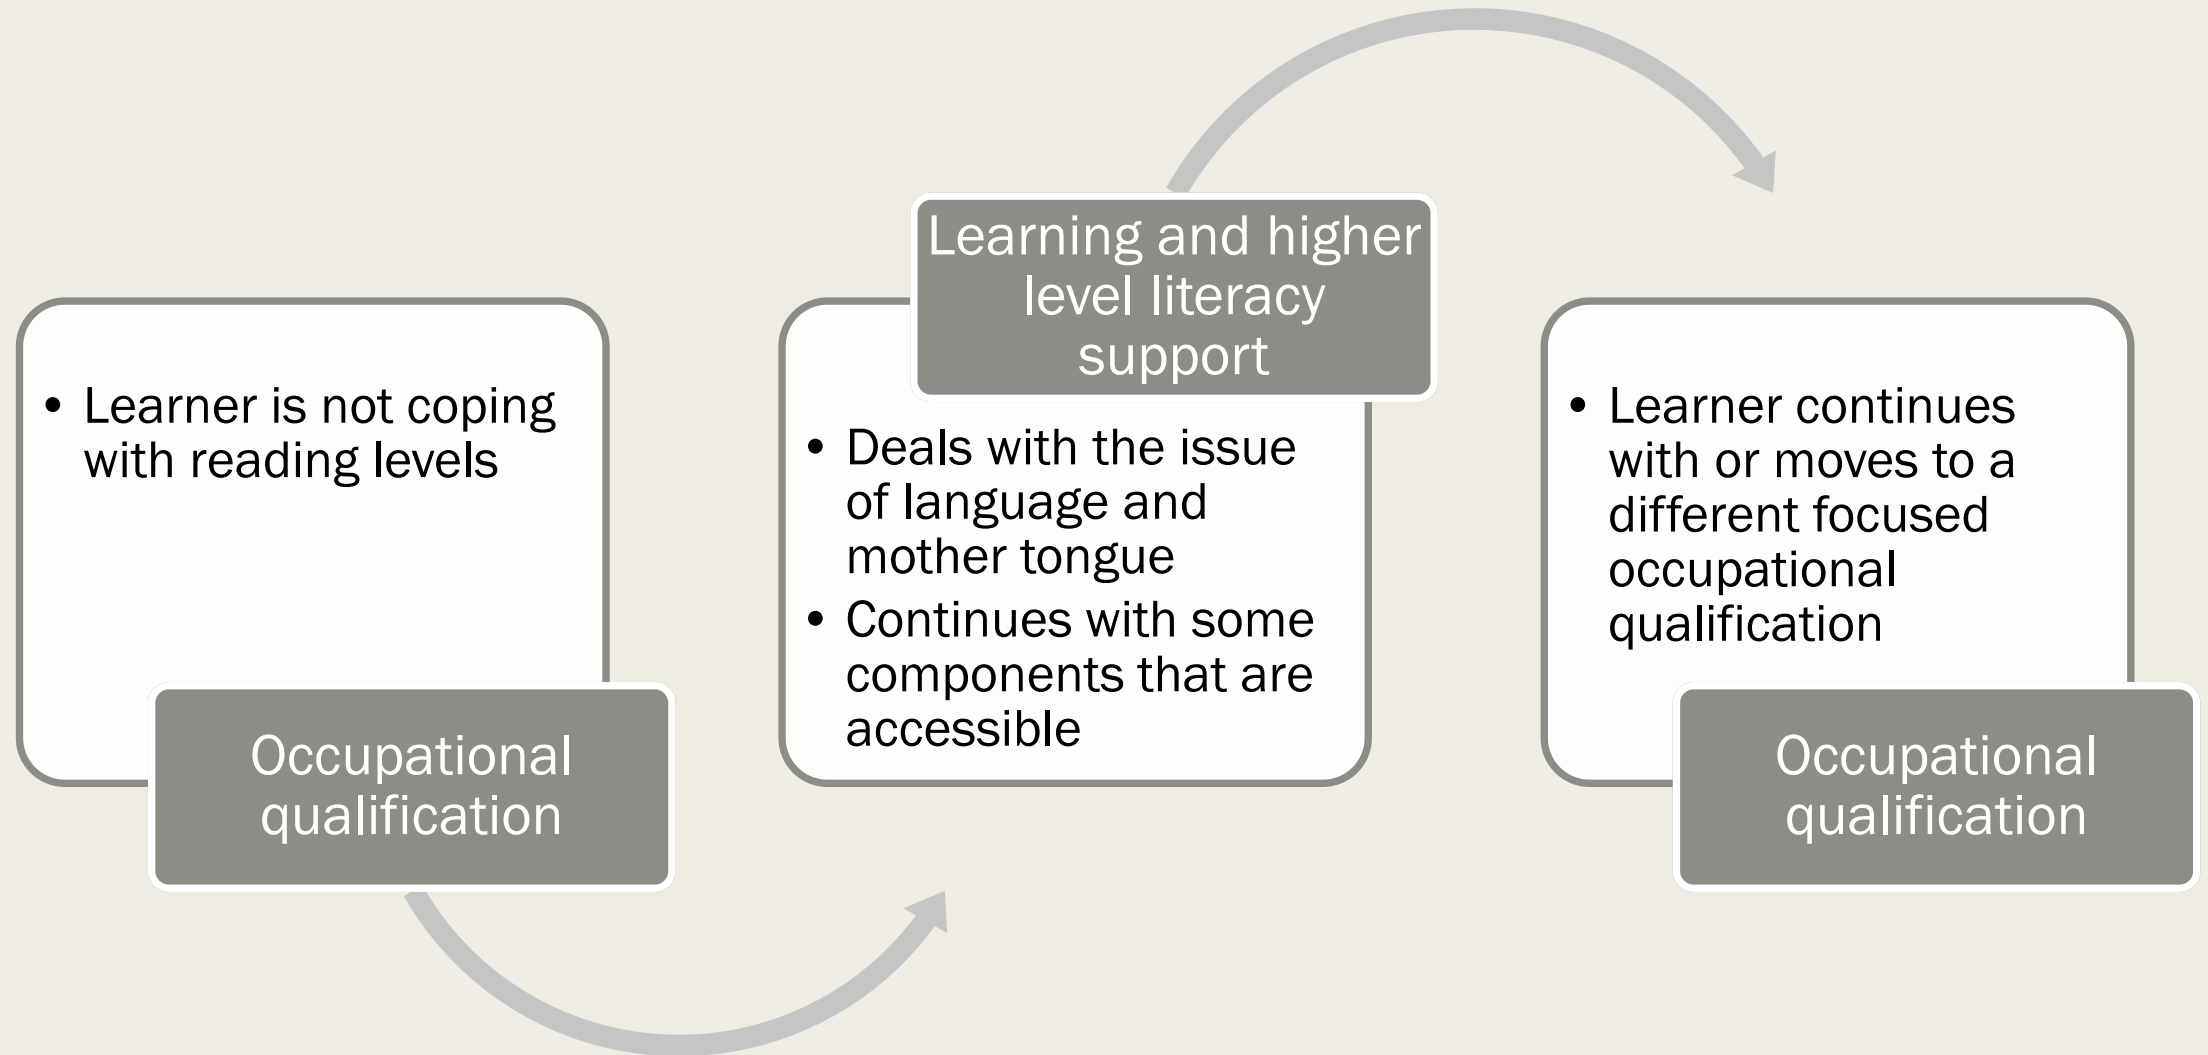 • Learner is not coping
with reading levels
Occupational
qualification
Learning and higher
level literacy
support
• Deals with the issue
of language and
mother tongue
• Continues with some
components that are
accessible
• Learner continues
with or moves to a
different focused
occupational
qualification
Occupational
qualification